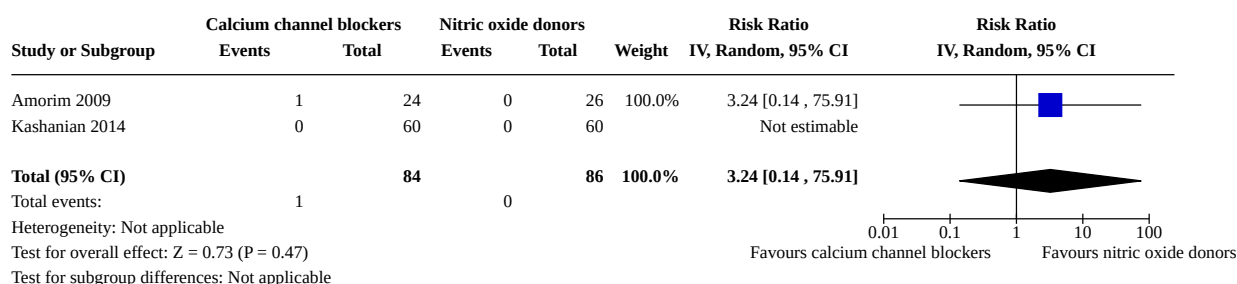 Calcium channel blockers Nitric oxide donors Risk Ratio Risk Ratio
Study or Subgroup Events Total Events Total Weight IV, Random, 95% CI IV, Random, 95% CI
Amorim 2009 1 24 0 26 100.0% 3.24 [0.14 , 75.91]
Kashanian 2014 0 60 0 60 Not estimable
Total (95% CI) 84 86 100.0% 3.24 [0.14 , 75.91]
Total events: 1 0
Heterogeneity: Not applicable
0.01 0.1 1 10 100
Test for overall effect: Z = 0.73 (P = 0.47) Favours calcium channel blockers Favours nitric oxide donors
Test for subgroup differences: Not applicable